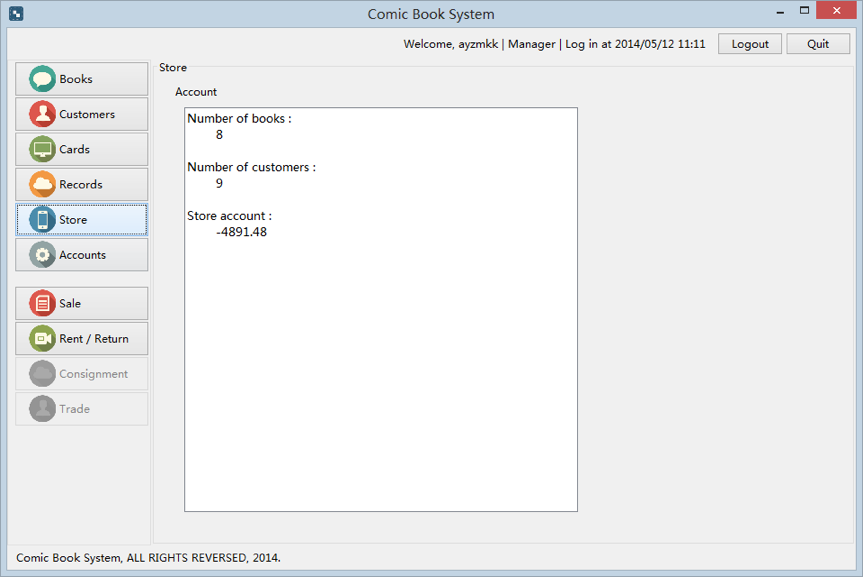 Comic Book System
Welcome, ayzmkk | Manager | Log in at 2014/05/12 11:11
Logout
Quit
Books
Customers
Cards
Records
Store
Accounts
Sale
Rent / Return
Consignment
Trade
Store
Account
Number of books :
8
Number of customers :
9
Store account :
-4891.48
Comic Book System, ALL RIGHTS REVERSED, 2014.